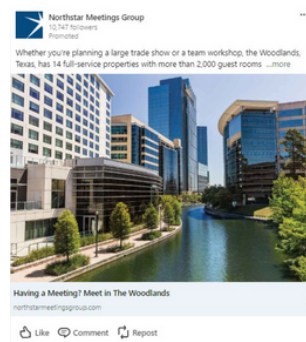 Northstar Meetings Group
10,747 followers
Promoted
Whether you're planning a large trade show or a team workshop, the Woodlands,
Texas, has 14 full-service properties with more than 2,000 guest rooms ...more
Having a Meeting? Meet in The Woodlands
northstarmeetingsgroup.com
Like Comment Repost